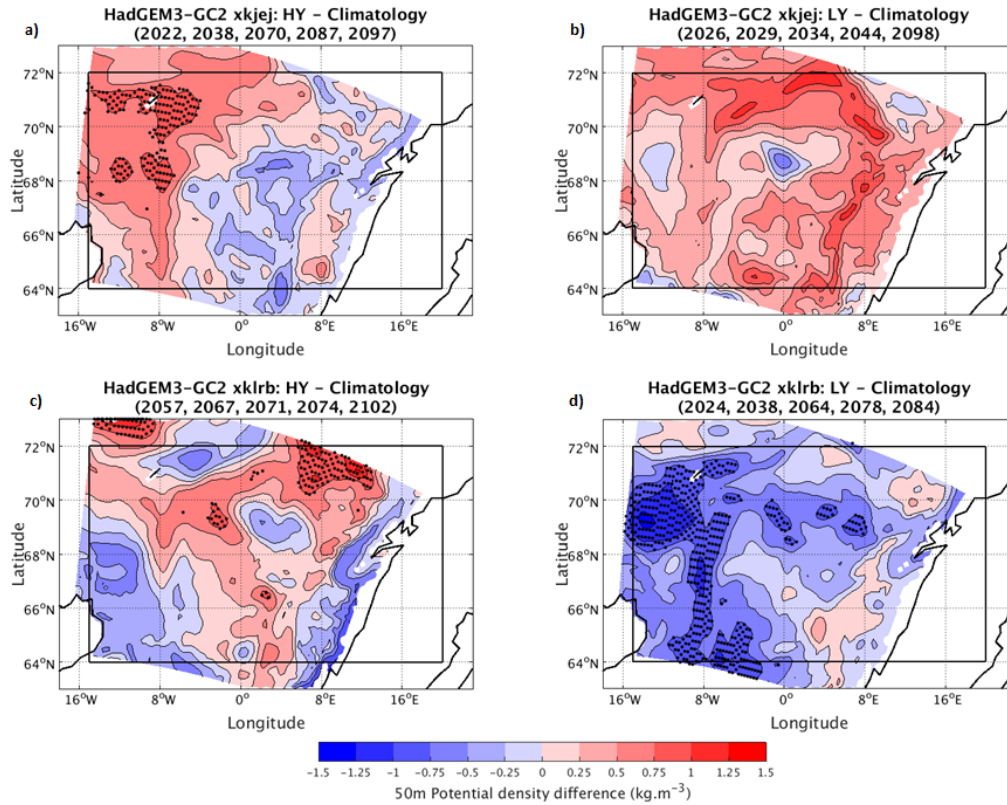 a)
HadGEM3-GC2 xkjej: HY - Climatology
(2022, 2038, 2070, 2087, 2097)
72°N
70°N
68°N
66°N
64°N
Latitude
16°W 8°W 0° 8°E 16°E
Longitude
b)
HadGEM3-GC2 xkjej: LY - Climatology
(2026, 2029, 2034, 2044, 2098)
72°N
70°N
68°N
66°N
64°N
Latitude
16°W 8°W 0° 8°E 16°E
Longitude
c)
HadGEM3-GC2 xklrb: HY - Climatology
(2057, 2067, 2071, 2074, 2102)
72°N
70°N
68°N
66°N
64°N
Latitude
16°W 8°W 0° 8°E 16°E
Longitude
d)
HadGEM3-GC2 xklrb: LY - Climatology
(2024, 2038, 2064, 2078, 2084)
72°N
70°N
68°N
66°N
64°N
Latitude
16°W 8°W 0° 8°E 16°E
Longitude
-1.5 -1.25 -1 -0.75 -0.5 -0.25 0 0.25 0.5 0.75 1 1.25 1.5
50m Potential density difference (kg.m⁻³)